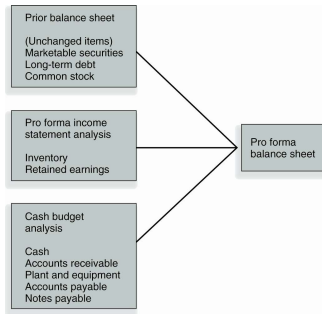 Prior balance sheet
(Unchanged items)
Marketable securities
Long-term debt
Common stock
Pro forma income
statement analysis
Inventory
Retained earnings
Cash budget
analysis
Cash
Accounts receivable
Plant and equipment
Accounts payable
Notes payable
Pro forma
balance sheet